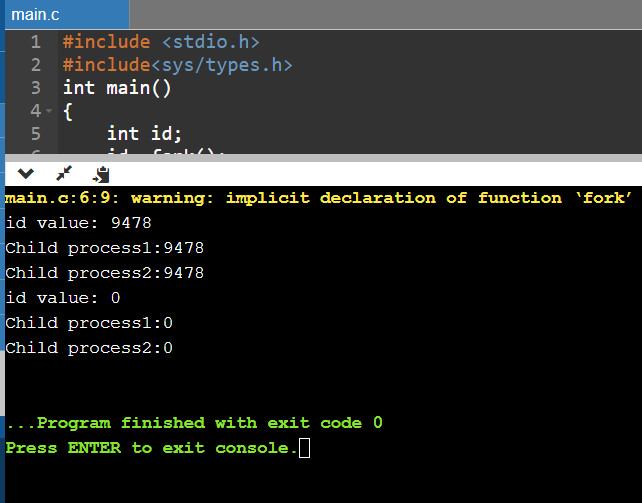 main.c
1 #include <stdio.h>
2 #include<sys/types.h>
3 int main()
4 {
5 int id;
main.c:6:9: warning: implicit declaration of function ‘fork’
id value: 9478
Child process1:9478
Child process2:9478
id value: 0
Child process1:0
Child process2:0
...Program finished with exit code 0
Press ENTER to exit console.